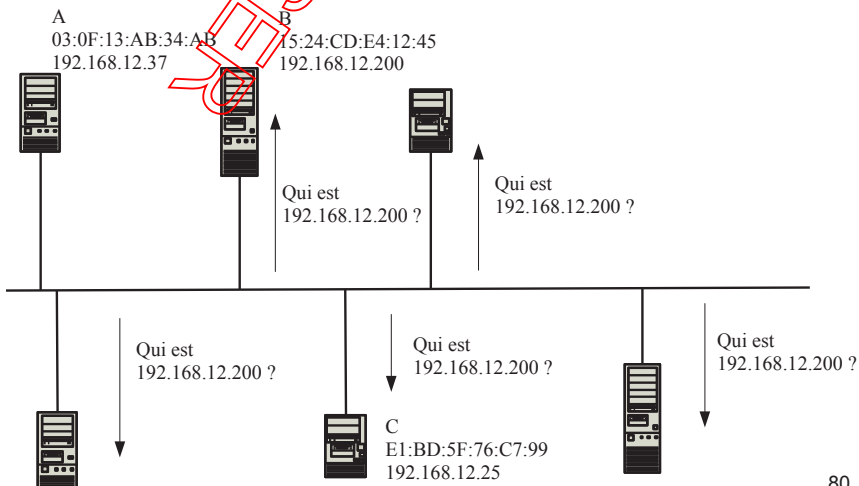 A
03:0F:13:AB:34:AB
192.168.12.37
B
15:24:CD:E4:12:45
192.168.12.200
Qui est
192.168.12.200 ?
Qui est
192.168.12.200 ?
Qui est
192.168.12.200 ?
Qui est
192.168.12.200 ?
Qui est
192.168.12.200 ?
C
E1:BD:5F:76:C7:99
192.168.12.25
80